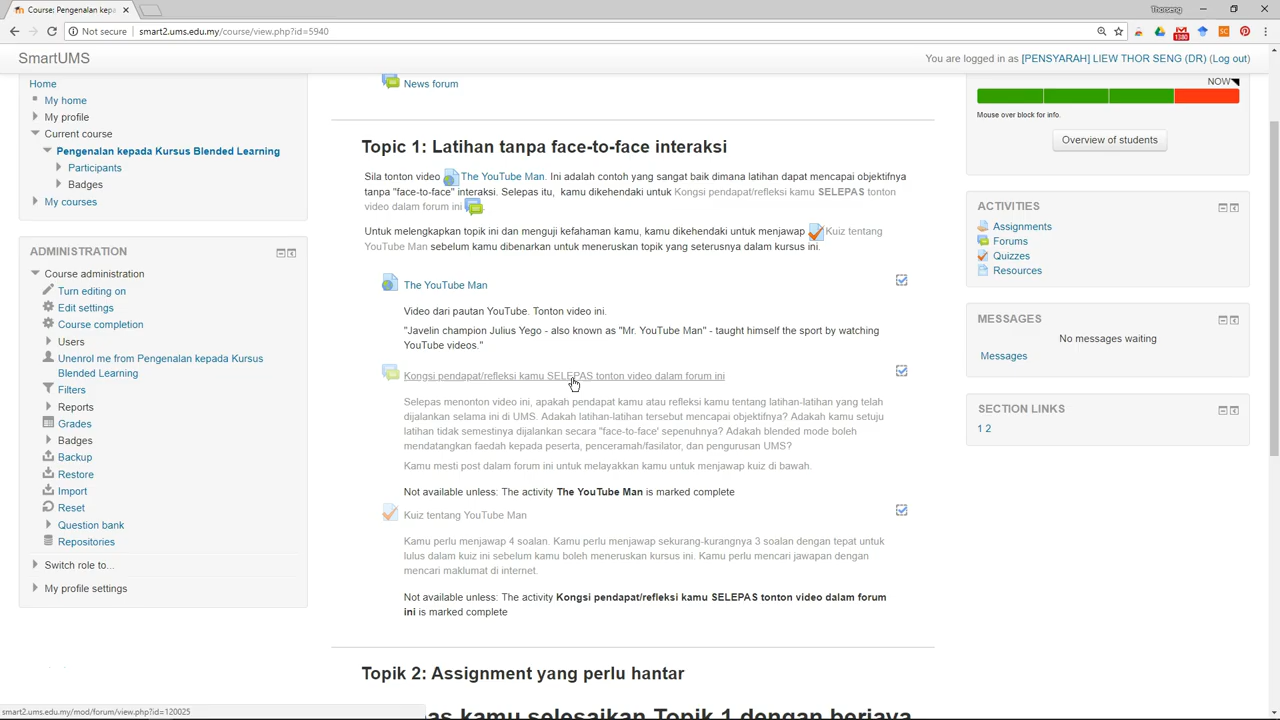 Course: Pengenalan kepa
Thorseng
Not secure | smart2.ums.edu.my/course/view.php?id=5940
1380
SC
SmartUMS
You are logged in as [PENSYARAH] LIEW THOR SENG (DR) (Log out)
Home
My home
My profile
Current course
Pengenalan kepada Kursus Blended Learning
Participants
Badges
My courses
ADMINISTRATION
Course administration
Turn editing on
Edit settings
Course completion
Users
Unenrol me from Pengenalan kepada Kursus
Blended Learning
Filters
Reports
Grades
Badges
Backup
Restore
Import
Reset
Question bank
Repositories
Switch role to...
My profile settings
News forum
Topic 1: Latihan tanpa face-to-face interaksi
Sila tonton video The YouTube Man. Ini adalah contoh yang sangat baik dimana latihan dapat mencapai objektifnya
tanpa "face-to-face" interaksi. Selepas itu, kamu dikehendaki untuk Kongsi pendapat/refleksi kamu SELEPAS tonton
video dalam forum ini.
Untuk melengkapkan topik ini dan menguji kefahaman kamu, kamu dikehendaki untuk menjawap Kuiz tentang
YouTube Man sebelum kamu dibenarkan untuk meneruskan topik yang seterusnya dalam kursus ini.
The YouTube Man
Video dari pautan YouTube. Tonton video ini.
"Javelin champion Julius Yego - also known as "Mr. YouTube Man" - taught himself the sport by watching
YouTube videos."
Kongsi pendapat/refleksi kamu SELEPAS tonton video dalam forum ini
Selepas menonton video ini, apakah pendapat kamu atau refleksi kamu tentang latihan-latihan yang telah
dijalankan selama ini di UMS. Adakah latihan-latihan tersebut mencapai objektifnya? Adakah kamu setuju
latihan tidak semestinya dijalankan secara "face-to-face' sepenuhnya? Adakah blended mode boleh
mendatangkan faedah kepada peserta, penceramah/fasilator, dan pengurusan UMS?
Kamu mesti post dalam forum ini untuk melayakkan kamu untuk menjawab kuiz di bawah.
Not available unless: The activity The YouTube Man is marked complete
Kuiz tentang YouTube Man
Kamu perlu menjawap 4 soalan. Kamu perlu menjawap sekurang-kurangnya 3 soalan dengan tepat untuk
lulus dalam kuiz ini sebelum kamu boleh meneruskan kursus ini. Kamu perlu mencari jawapan dengan
mencari maklumat di internet.
Not available unless: The activity Kongsi pendapat/refleksi kamu SELEPAS tonton video dalam forum
ini is marked complete
Topik 2: Assignment yang perlu hantar
as kamu selesaikan Topik 1 dengan berjaya
NOW
Mouse over block for info.
Overview of students
ACTIVITIES
Assignments
Forums
Quizzes
Resources
MESSAGES
No messages waiting
Messages
SECTION LINKS
1 2
smart2.ums.edu.my/mod/forum/view.php?id=120025